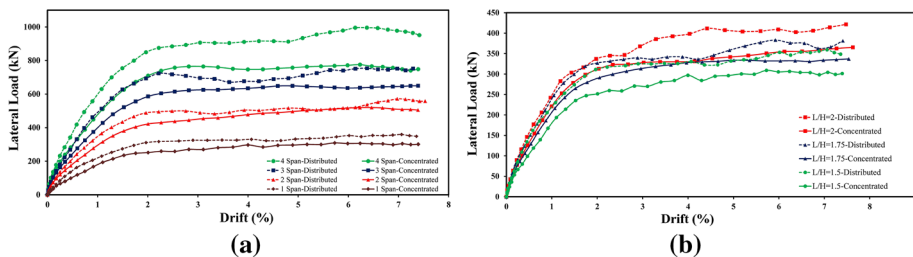 1000
800
600
400
200
0
Lateral Load (kN)
0 1 2 3 4 5 6 7 8
Drift (%)
4 Span-Distributed 4 Span-Concentrated
3 Span-Distributed 3 Span-Concentrated
2 Span-Distributed 2 Span-Concentrated
1 Span-Distributed 1 Span-Concentrated
(a)
450
400
350
300
250
200
150
100
50
0
Lateral Load (kN)
0 1 2 3 4 5 6 7 8 9
Drift (%)
L/H=2-Distributed
L/H=2-Concentrated
L/H=1.75-Distributed
L/H=1.75-Concentrated
L/H=1.5-Distributed
L/H=1.5-Concentrated
(b)